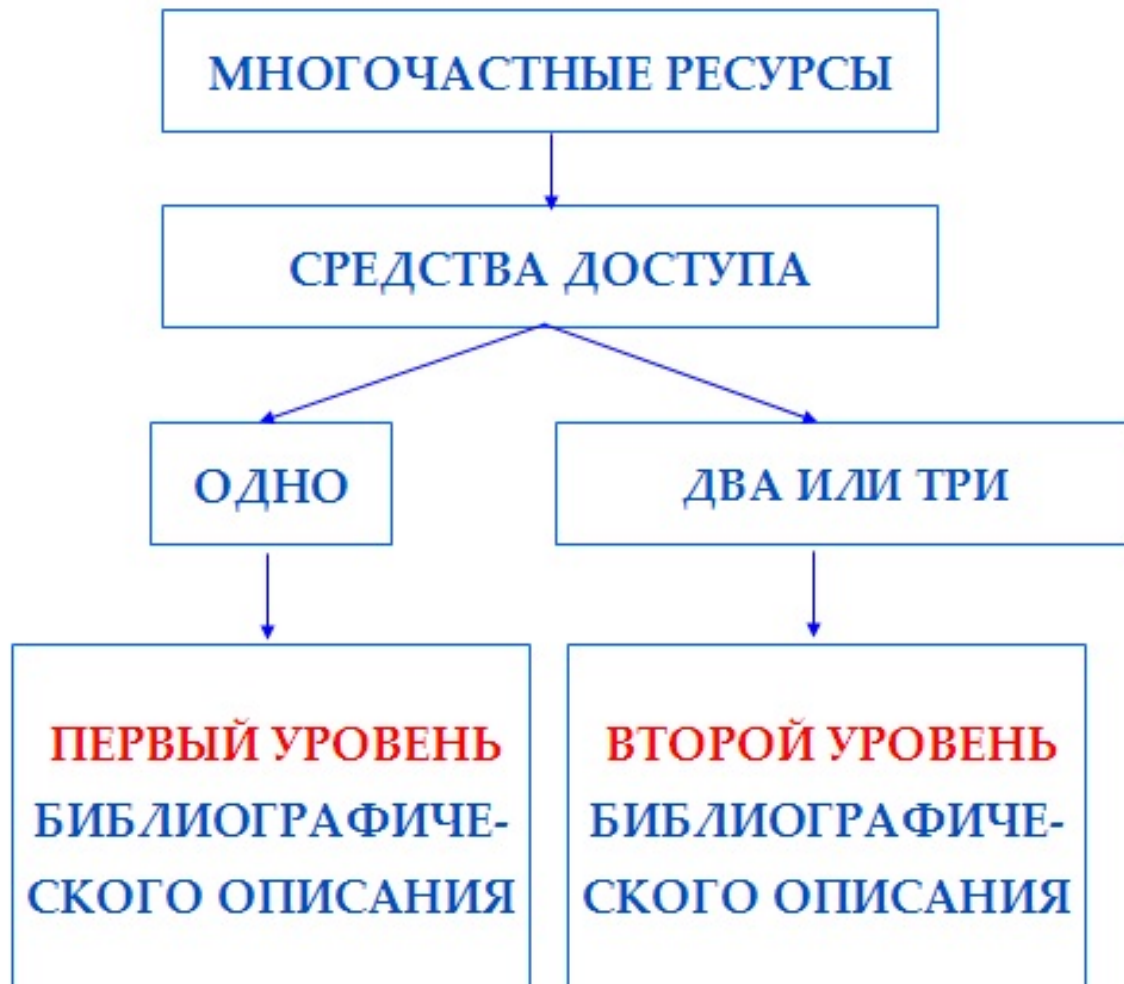 МНОГОЧАСТНЫЕ РЕСУРСЫ
СРЕДСТВА ДОСТУПА
ОДНО
ДВА ИЛИ ТРИ
ПЕРВЫЙ УРОВЕНЬ
БИБЛИОГРАФИЧЕ-
СКОГО ОПИСАНИЯ
ВТОРОЙ УРОВЕНЬ
БИБЛИОГРАФИЧЕ-
СКОГО ОПИСАНИЯ